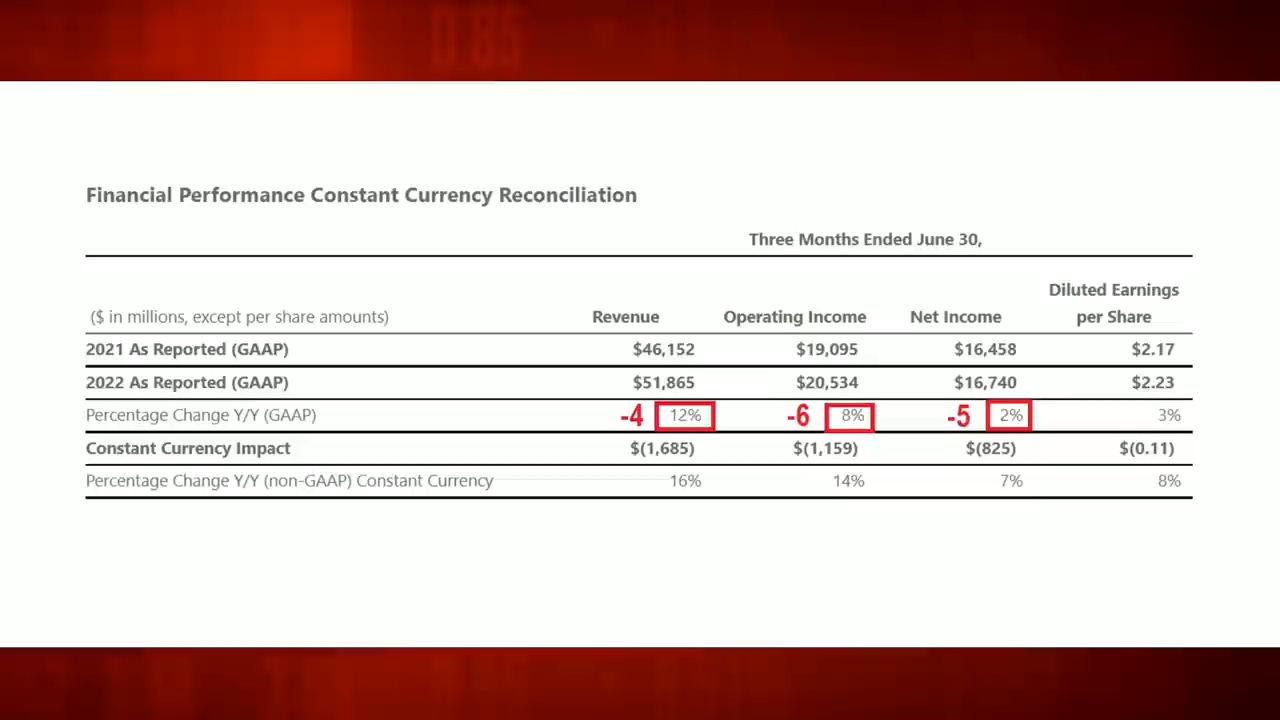 0.85
Financial Performance Constant Currency Reconciliation
Three Months Ended June 30,
($ in millions, except per share amounts) Revenue Operating Income Net Income Diluted Earnings per Share
2021 As Reported (GAAP) $46,152 $19,095 $16,458 $2.17
2022 As Reported (GAAP) $51,865 $20,534 $16,740 $2.23
Percentage Change Y/Y (GAAP) -4 12% -6 8% -5 2% 3%
Constant Currency Impact $(1,685) $(1,159) $(825) $(0.11)
Percentage Change Y/Y (non-GAAP) Constant Currency 16% 14% 7% 8%